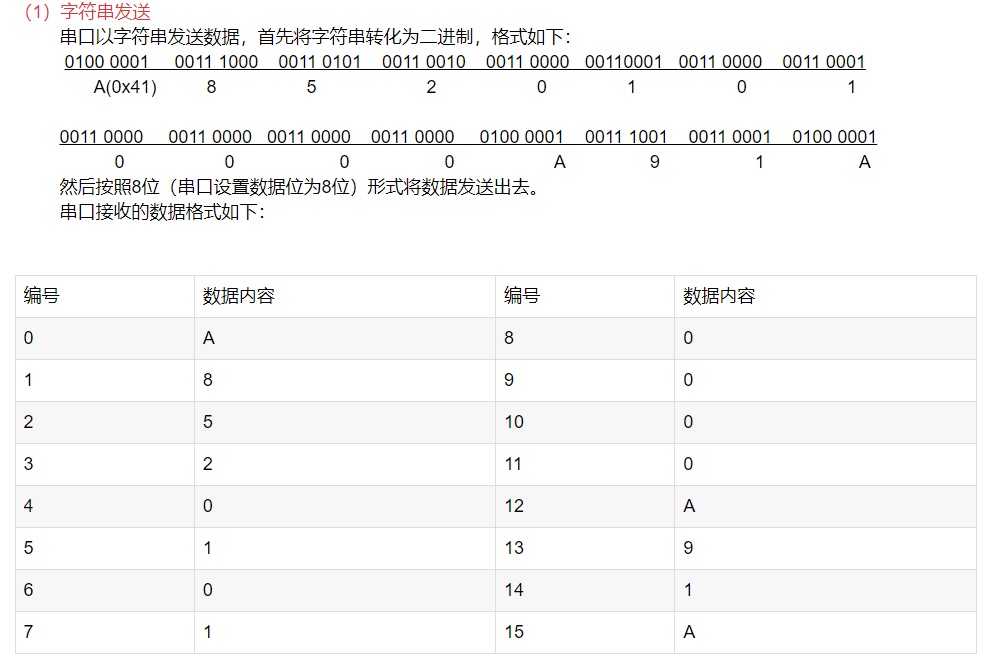 （1）字符串发送
串口以字符串发送数据，首先将字符串转化为二进制，格式如下：
0100 0001 0011 1000 0011 0101 0011 0010 0011 0000 00110001 0011 0000 0011 0001
A(0x41) 8 5 2 0 1 0 1
0011 0000 0011 0000 0011 0000 0011 0000 0100 0001 0011 1001 0011 0001 0100 0001
0 0 0 0 A 9 1 A
然后按照8位（串口设置数据位为8位）形式将数据发送出去。
串口接收的数据格式如下：
编号 数据内容 编号 数据内容
0 A 8 0
1 8 9 0
2 5 10 0
3 2 11 0
4 0 12 A
5 1 13 9
6 0 14 1
7 1 15 A